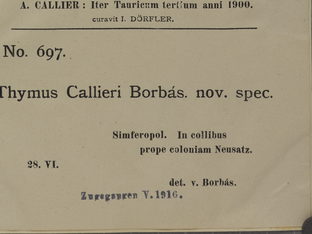 A. CALLIER : Iter Tauricum tertium anni 1900.
curavit I. DÖRFLER.
No. 697.
Thymus Callieri Borbás. nov. spec.
Simferopol. In collibus
prope coloniam Neusatz.
28. VI.
det. v. Borbás.
Zugegangen V.1916.